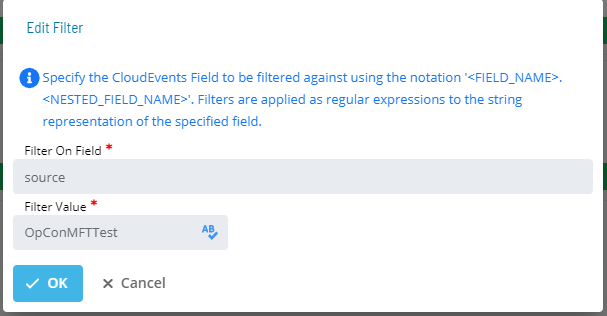 Edit Filter
Specify the CloudEvents Field to be filtered against using the notation '<FIELD_NAME>.
<NESTED_FIELD_NAME>'. Filters are applied as regular expressions to the string
representation of the specified field.
Filter On Field *
source
Filter Value *
OpConMFTTest
AB
OK
Cancel